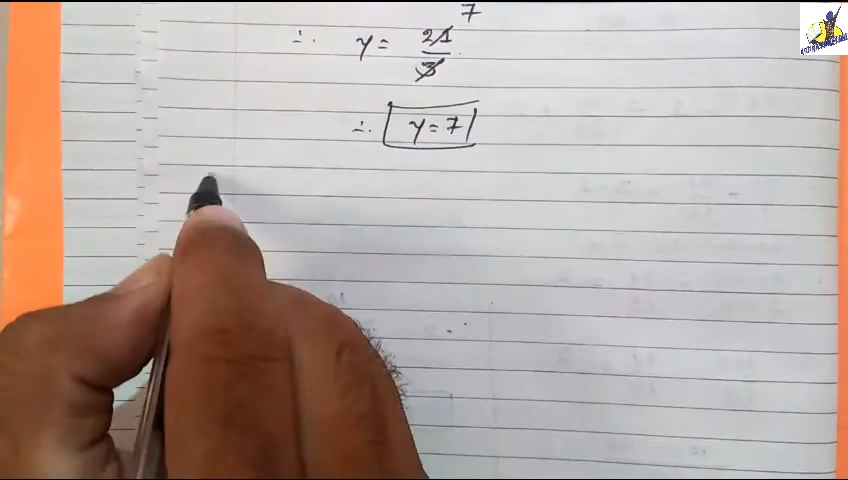 7
∴ y = 21/3
∴ y = 7